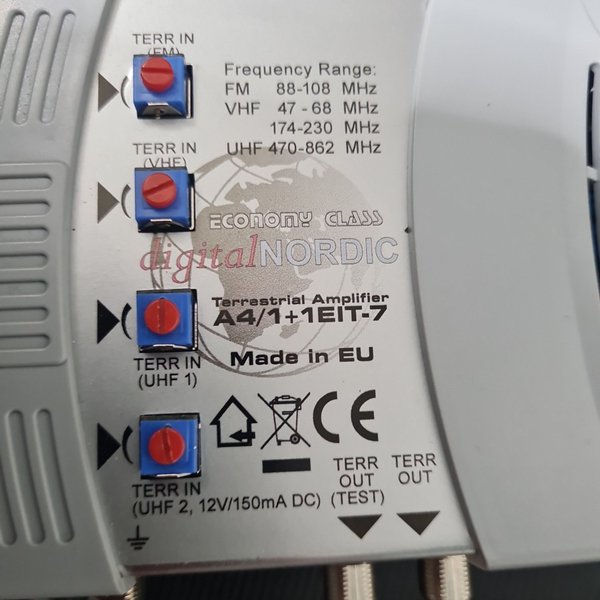 TERR IN
(FM)
Frequency Range:
FM 88-108 MHz
VHF 47 - 68 MHz
174-230 MHz
UHF 470-862 MHz
TERR IN
(VHF)
ECONOMY CLASS
digitalNORDIC
Terrestrial Amplifier
A4/1+1EIT-7
Made in EU
TERR IN
(UHF 1)
CE
TERR IN
(UHF 2, 12V/150mA DC)
TERR
OUT
(TEST)
TERR
OUT